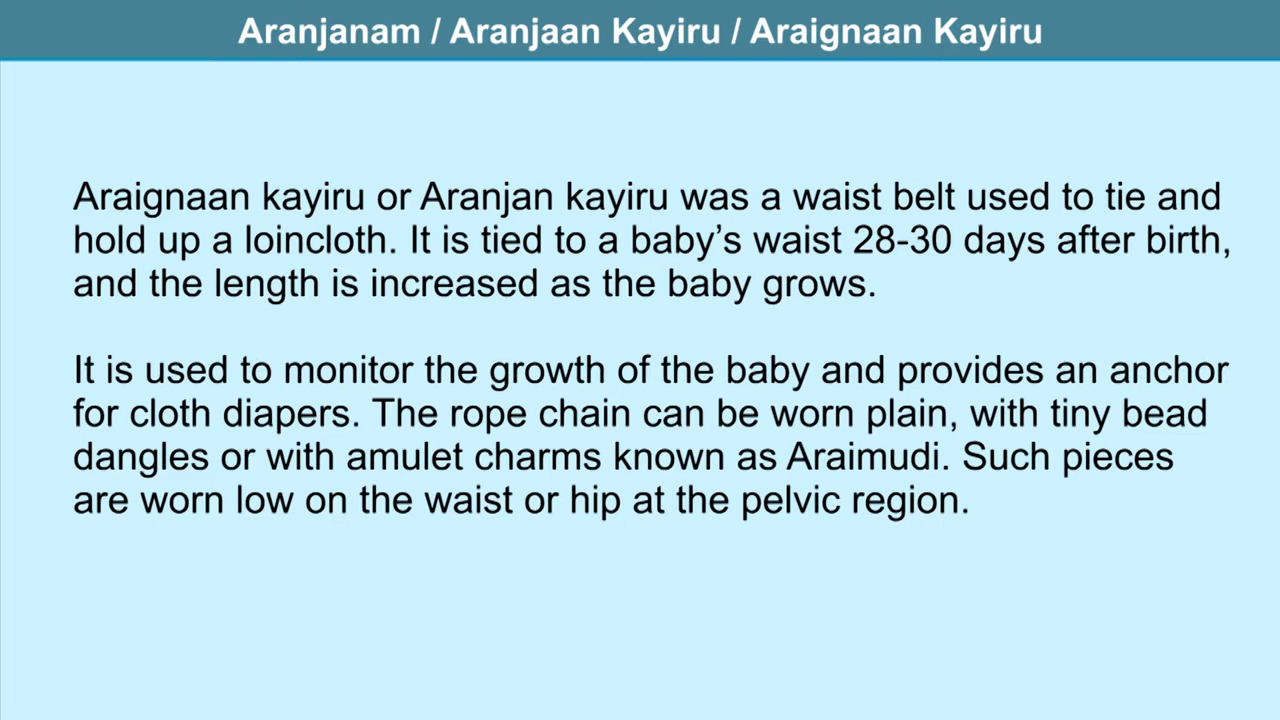 Aranjanam / Aranjaan Kayiru / Araignaan Kayiru
Araignaan kayiru or Aranjan kayiru was a waist belt used to tie and
hold up a loincloth. It is tied to a baby’s waist 28-30 days after birth,
and the length is increased as the baby grows.
It is used to monitor the growth of the baby and provides an anchor
for cloth diapers. The rope chain can be worn plain, with tiny bead
dangles or with amulet charms known as Araimudi. Such pieces
are worn low on the waist or hip at the pelvic region.